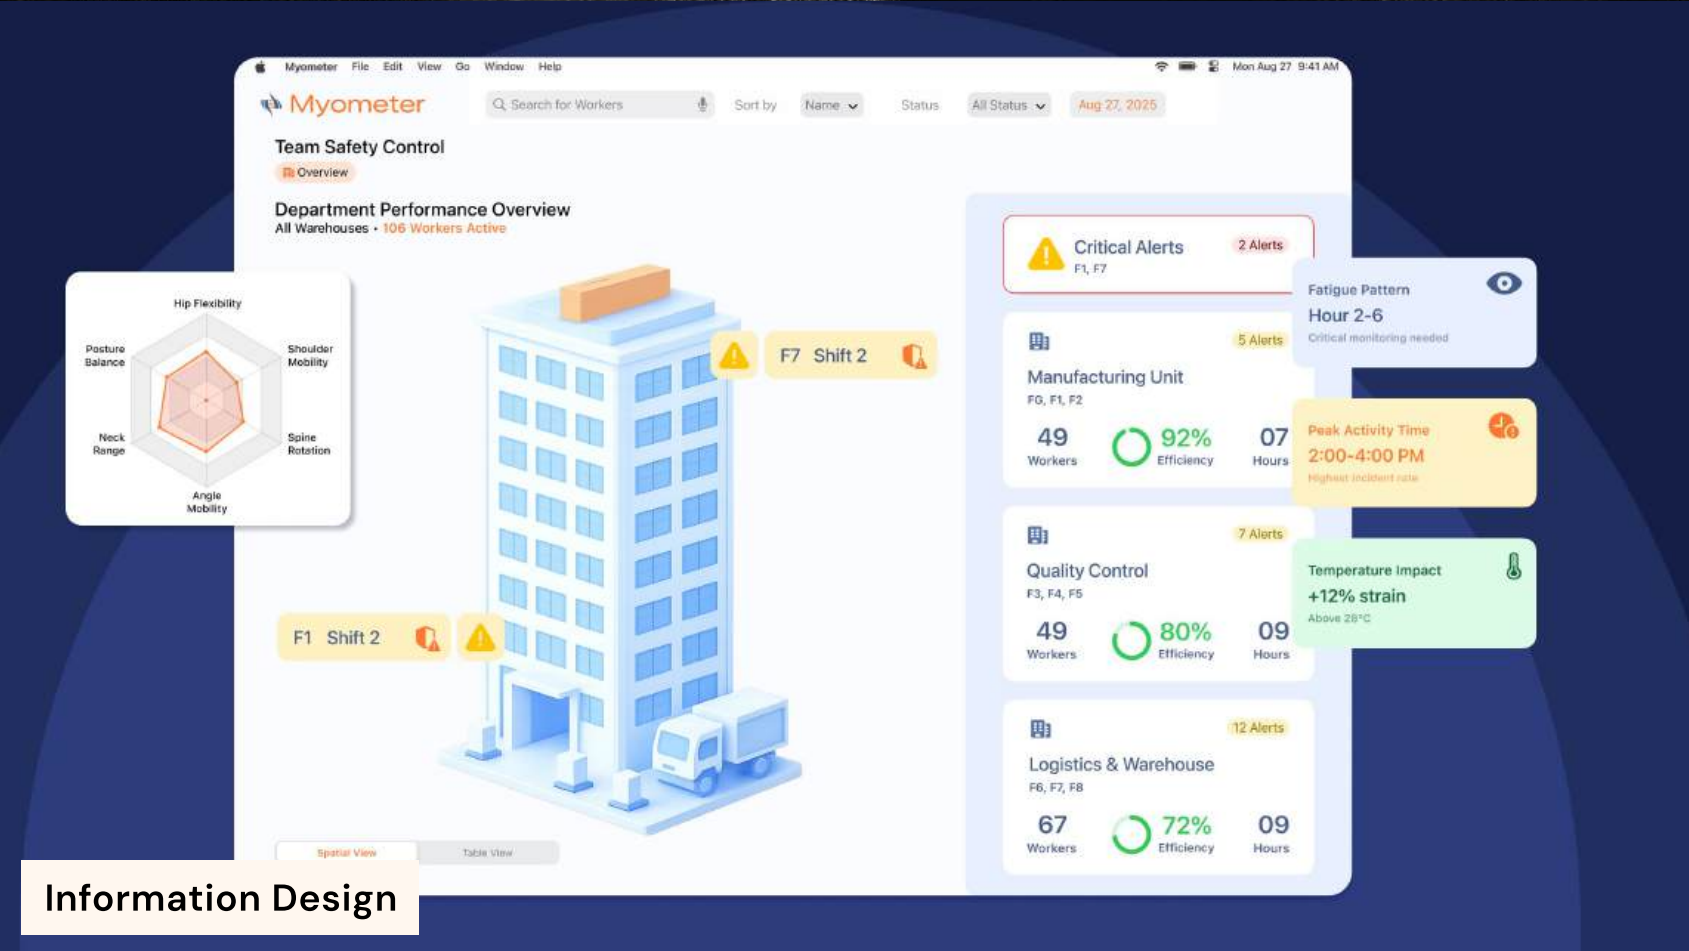 Myometer File Edit View Go Window Help
Mon Aug 27 9:41 AM
Myometer
Search for Workers
Sort by
Name
Status
All Status
Aug 27, 2025
Team Safety Control
Overview
Department Performance Overview
All Warehouses • 106 Workers Active
Hip Flexibility
Shoulder
Mobility
Spine
Rotation
Angle
Mobility
Neck
Range
Posture
Balance
F7 Shift 2
F1 Shift 2
Spatial View
Table View
Critical Alerts
2 Alerts
F1, F7
5 Alerts
Manufacturing Unit
FG, F1, F2
49
Workers
92%
Efficiency
07
Hours
7 Alerts
Quality Control
F3, F4, F5
49
Workers
80%
Efficiency
09
Hours
12 Alerts
Logistics & Warehouse
F6, F7, F8
67
Workers
72%
Efficiency
09
Hours
Fatigue Pattern
Hour 2-6
Critical monitoring needed
Peak Activity Time
2:00-4:00 PM
Highest incident rate
Temperature Impact
+12% strain
Above 28°C
Information Design